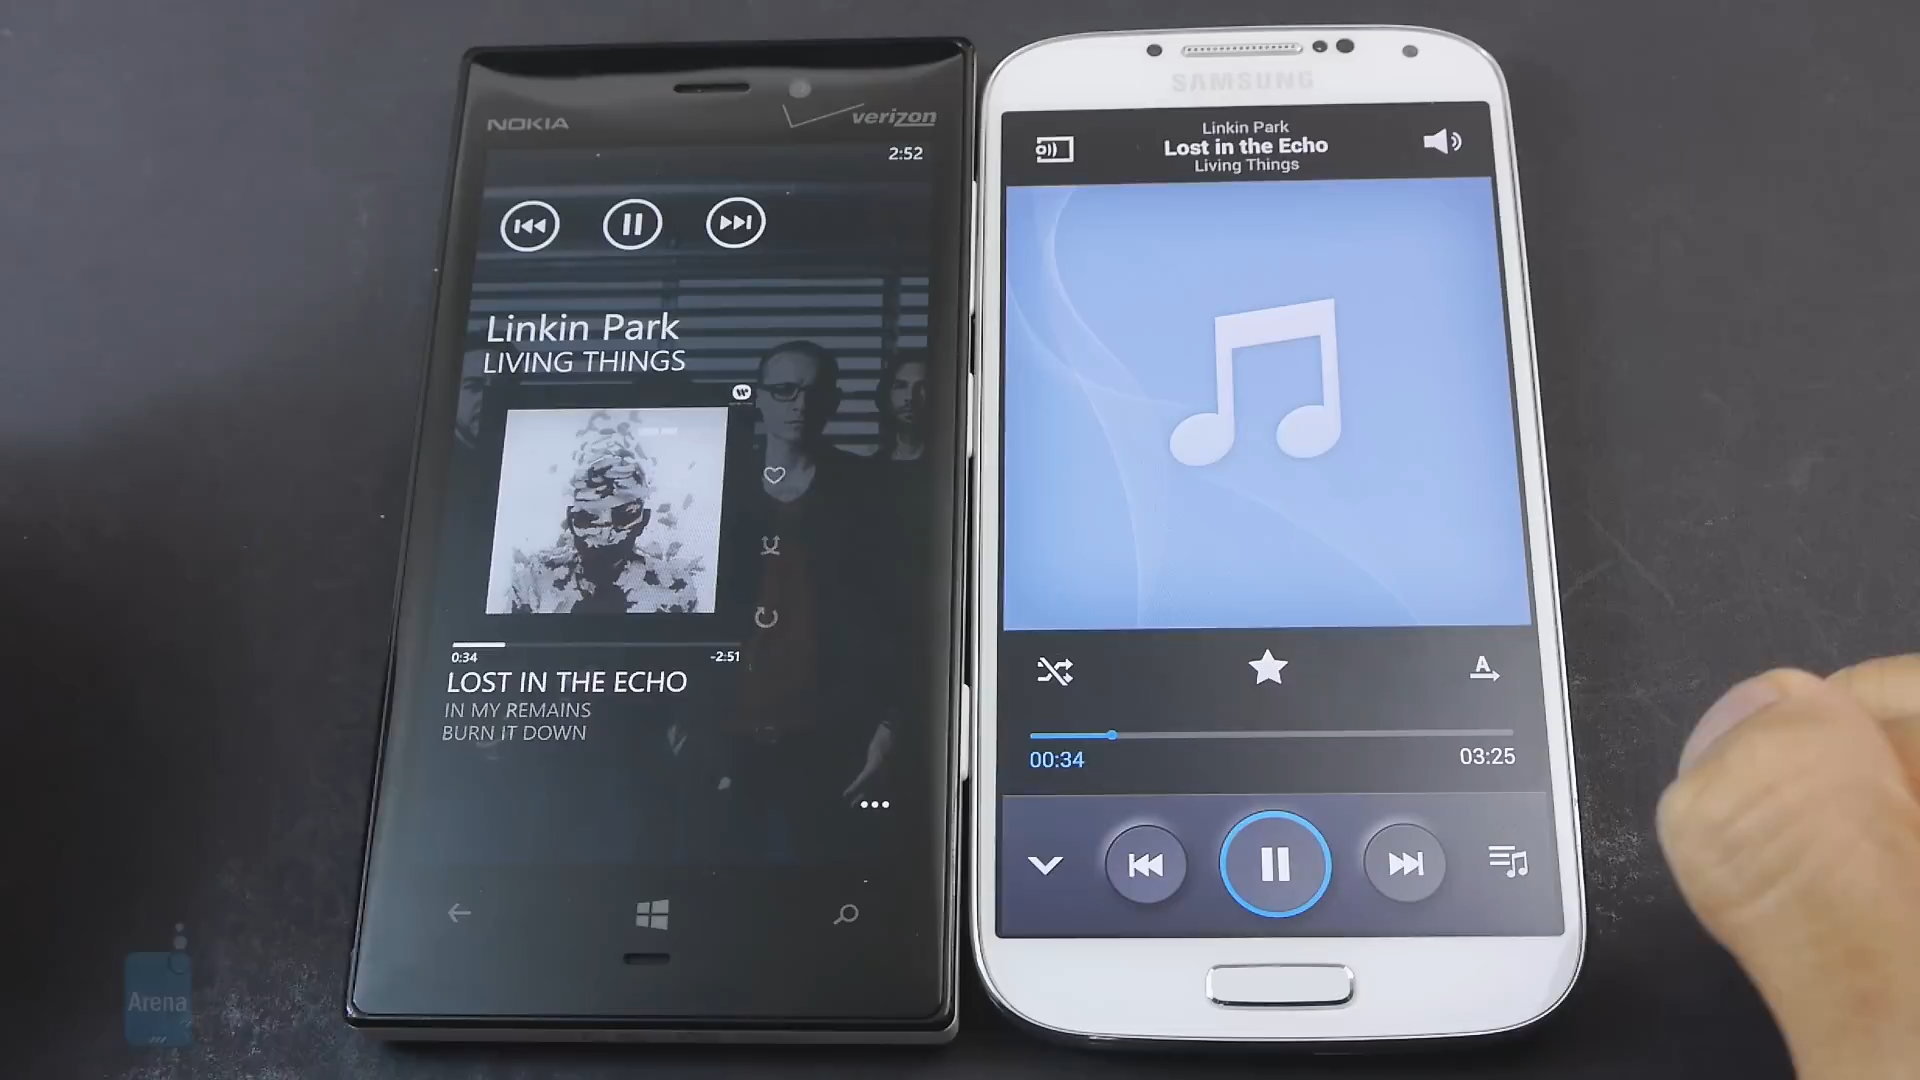 NOKIA
verizon
2:52
Linkin Park
LIVING THINGS
0:34
-2:51
LOST IN THE ECHO
IN MY REMAINS
BURN IT DOWN
SAMSUNG
Linkin Park
Lost in the Echo
Living Things
A
00:34
03:25
Arena